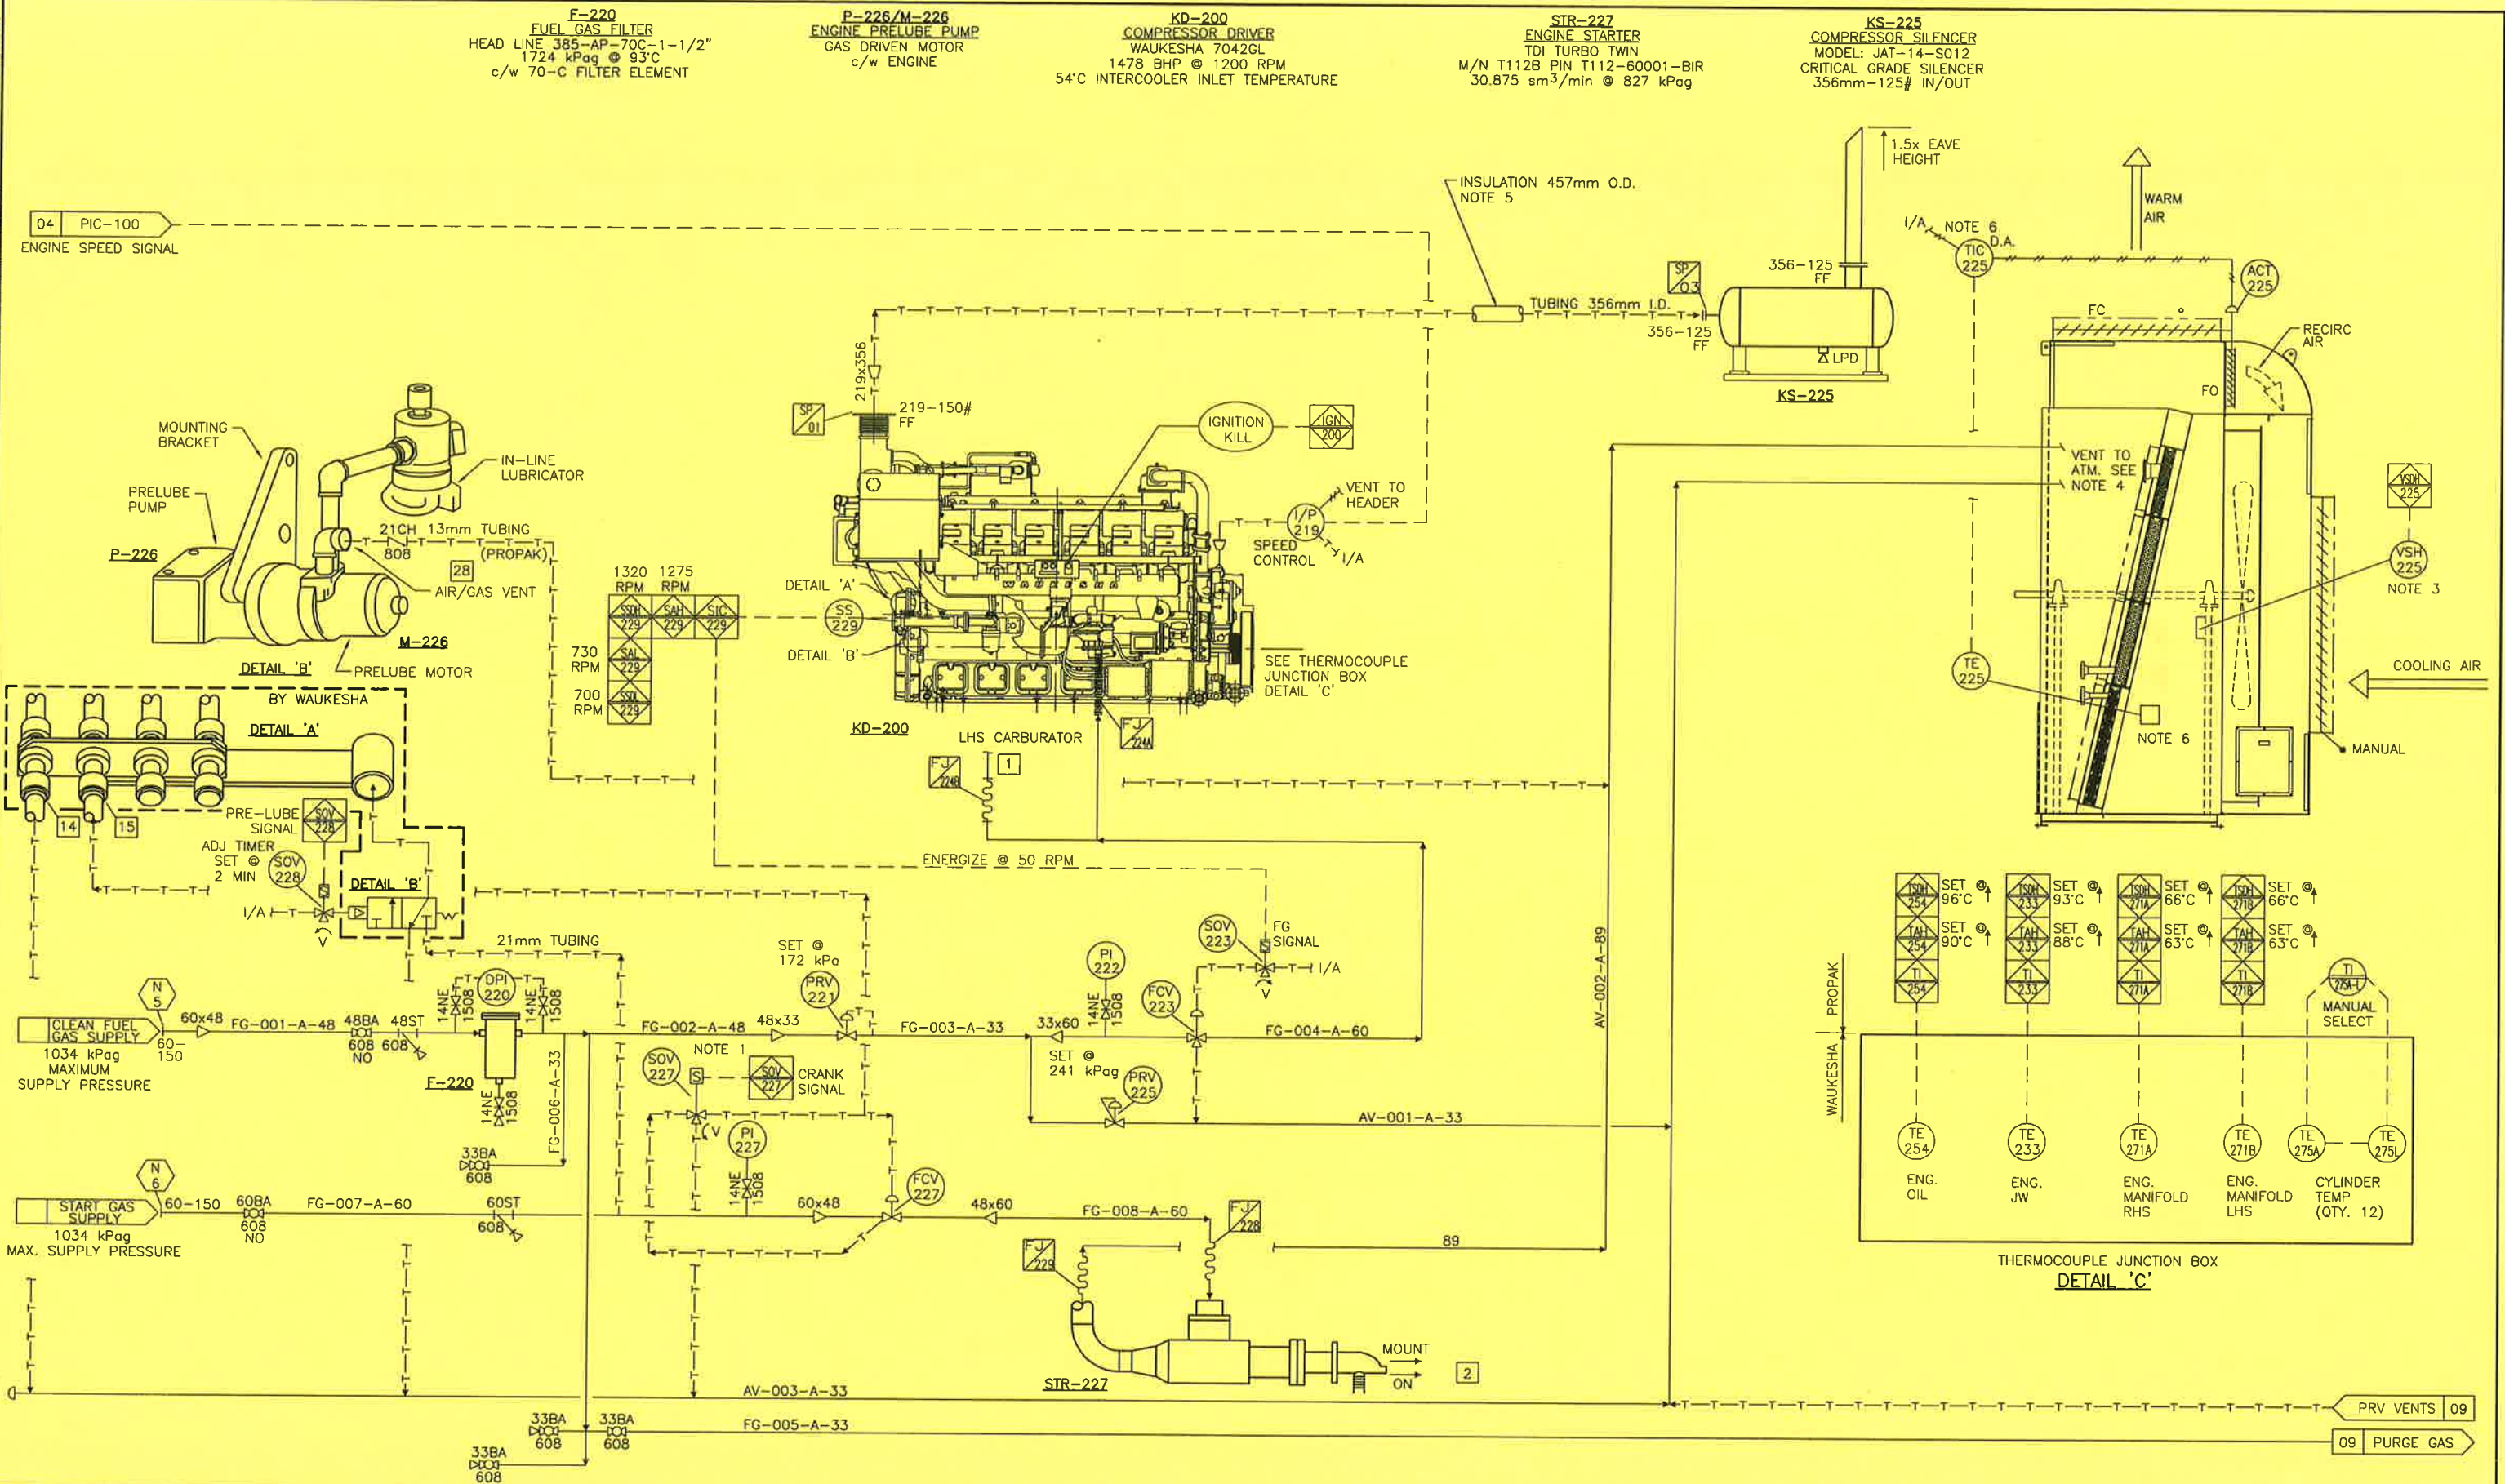 F-220
FUEL GAS FILTER
HEAD LINE 385-AP-70C-1-1/2"
1724 kPag @ 93°C
c/w 70-C FILTER ELEMENT
P-226/M-226
ENGINE PRELUBE PUMP
GAS DRIVEN MOTOR
c/w ENGINE
KD-200
COMPRESSOR DRIVER
WAUKESHA 7042GL
1478 BHP @ 1200 RPM
54°C INTERCOOLER INLET TEMPERATURE
STR-227
ENGINE STARTER
TDI TURBO TWIN
M/N T112B PIN T112-60001-BIR
30.875 sm³/min @ 827 kPag
KS-225
COMPRESSOR SILENCER
MODEL: JAT-14-S012
CRITICAL GRADE SILENCER
356mm-125# IN/OUT
04 PIC-100
ENGINE SPEED SIGNAL
INSULATION 457mm O.D.
NOTE 5
1.5x EAVE
HEIGHT
356-125
FF
SP
03
TUBING 356mm I.D.
356-125
FF
LPD
KS-225
WARM
AIR
I/A
NOTE 6
D.A.
TIC
225
ACT
225
FC
RECIRC
AIR
FO
VENT TO
ATM. SEE
NOTE 4
VSDH
225
VSH
225
NOTE 3
TE
225
NOTE 6
COOLING AIR
MANUAL
219x356
SP
01
219-150#
FF
IGNITION
KILL
IGN
200
VENT TO
HEADER
I/P
219
SPEED
CONTROL
I/A
WAUKESHA
DETAIL 'A'
SS
229
DETAIL 'B'
SEE THERMOCOUPLE
JUNCTION BOX
DETAIL 'C'
KD-200
1320
RPM
1275
RPM
SSDH
229
SAH
229
SIC
229
730
RPM
SAL
229
700
RPM
SSDL
229
MOUNTING
BRACKET
IN-LINE
LUBRICATOR
PRELUBE
PUMP
P-226
21CH
808
13mm TUBING
(PROPAK)
28
AIR/GAS VENT
M-226
DETAIL 'B'
PRELUBE MOTOR
BY WAUKESHA
DETAIL 'A'
14
15
PRE-LUBE
SIGNAL
SOV
228
ADJ TIMER
SET @
2 MIN
SOV
228
S
I/A
V
DETAIL 'B'
LHS CARBURATOR
FJ
224A
FJ
224B
1
ENERGIZE @ 50 RPM
AV-002-A-89
21mm TUBING
N
5
CLEAN FUEL
GAS SUPPLY
1034 kPag
MAXIMUM
SUPPLY PRESSURE
60-
150
60x48
FG-001-A-48
48BA
608
NO
48ST
608
14NE
1508
DPI
220
14NE
1508
F-220
14NE
1508
FG-006-A-33
33BA
608
FG-002-A-48
SET @
172 kPa
PRV
221
48x33
FG-003-A-33
33x60
PI
222
14NE
1508
SET @
241 kPag
PRV
225
FCV
223
SOV
223
S
FG
SIGNAL
I/A
V
FG-004-A-60
AV-001-A-33
NOTE 1
SOV
227
S
SOV
227
CRANK
SIGNAL
V
PI
227
14NE
1508
FCV
227
60x48
48x60
FG-008-A-60
FJ
228
FJ
229
89
N
6
START GAS
SUPPLY
1034 kPag
MAX. SUPPLY PRESSURE
60-150
60BA
608
NO
FG-007-A-60
60ST
608
STR-227
MOUNT
ON
2
AV-003-A-33
33BA
608
33BA
608
FG-005-A-33
33BA
608
PRV VENTS 09
09 PURGE GAS
TSDH
254
SET @
96°C
TAH
254
SET @
90°C
TI
254
TSDH
233
SET @
93°C
TAH
233
SET @
88°C
TI
233
TSDH
271A
SET @
66°C
TAH
271A
SET @
63°C
TI
271A
TSDH
271B
SET @
66°C
TAH
271B
SET @
63°C
TI
271B
TI
275A-L
MANUAL
SELECT
PROPAK
WAUKESHA
TE
254
ENG.
OIL
TE
233
ENG.
JW
TE
271A
ENG.
MANIFOLD
RHS
TE
271B
ENG.
MANIFOLD
LHS
TE
275A
TE
275L
CYLINDER
TEMP
(QTY. 12)
THERMOCOUPLE JUNCTION BOX
DETAIL 'C'